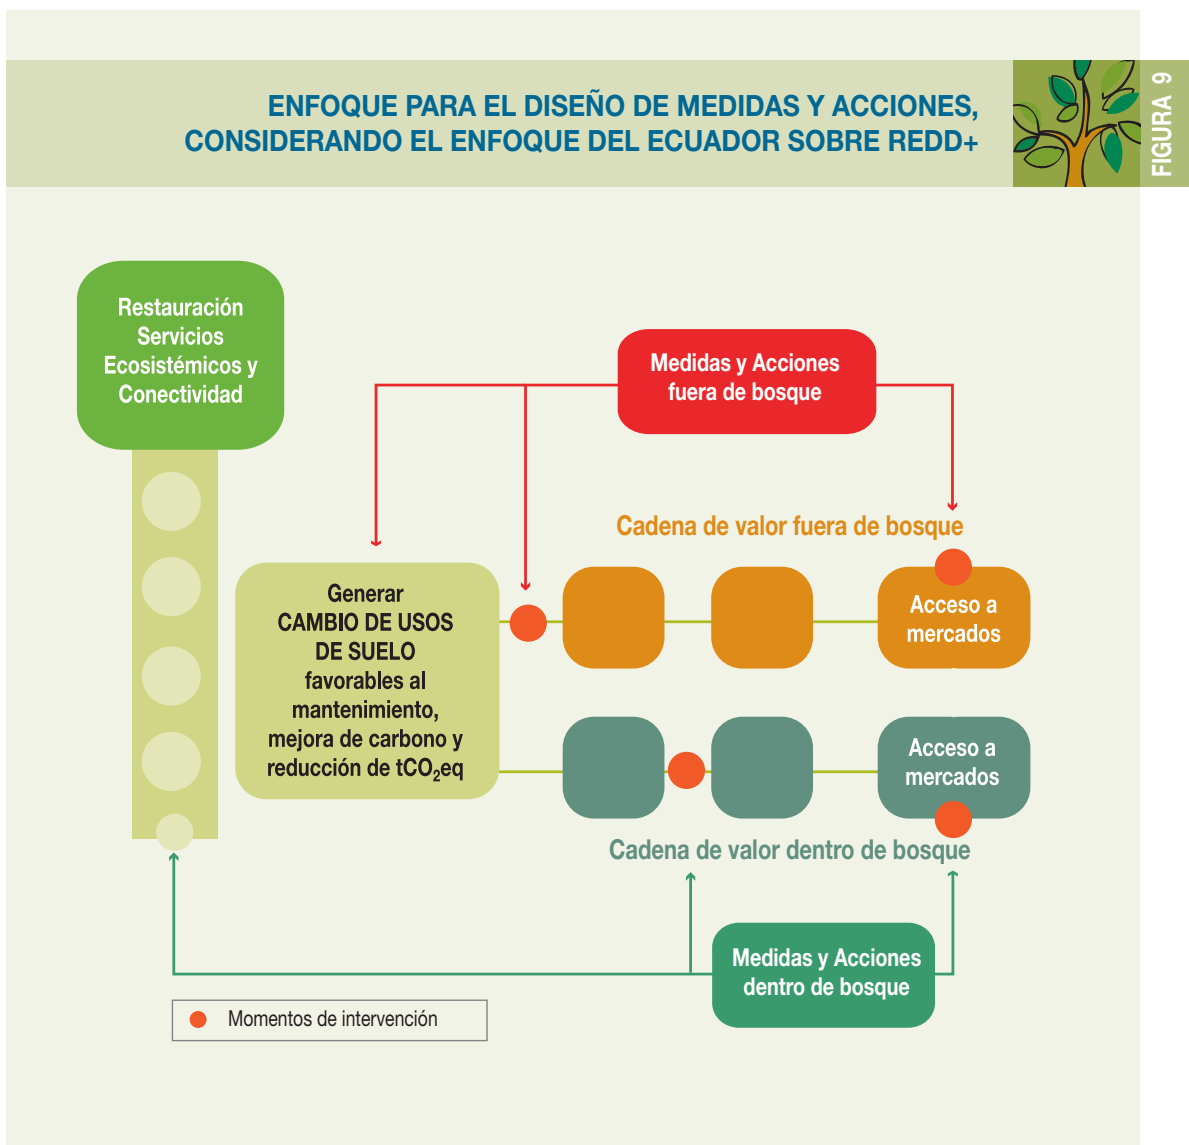 ENFOQUE PARA EL DISEÑO DE MEDIDAS Y ACCIONES,
CONSIDERANDO EL ENFOQUE DEL ECUADOR SOBRE REDD+
FIGURA 9
Restauración
Servicios
Ecosistémicos y
Conectividad
Medidas y Acciones
fuera de bosque
Cadena de valor fuera de bosque
Generar
CAMBIO DE USOS
DE SUELO
favorables al
mantenimiento,
mejora de carbono y
reducción de tCO₂eq
Acceso a
mercados
Acceso a
mercados
Cadena de valor dentro de bosque
Medidas y Acciones
dentro de bosque
Momentos de intervención